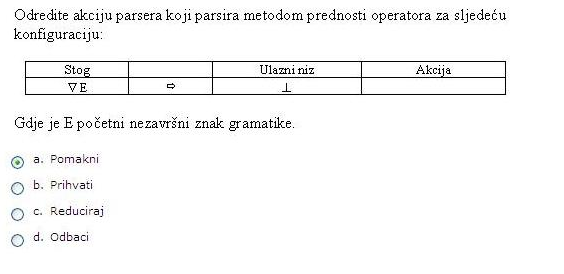 Odredite akciju parsera koji parsira metodom prednosti operatora za sljedeću
konfiguraciju:
Stog Ulazni niz Akcija
▽E ⇨ ⊥
Gdje je E početni nezavršni znak gramatike.
a. Pomakni
b. Prihvati
c. Reduciraj
d. Odbaci